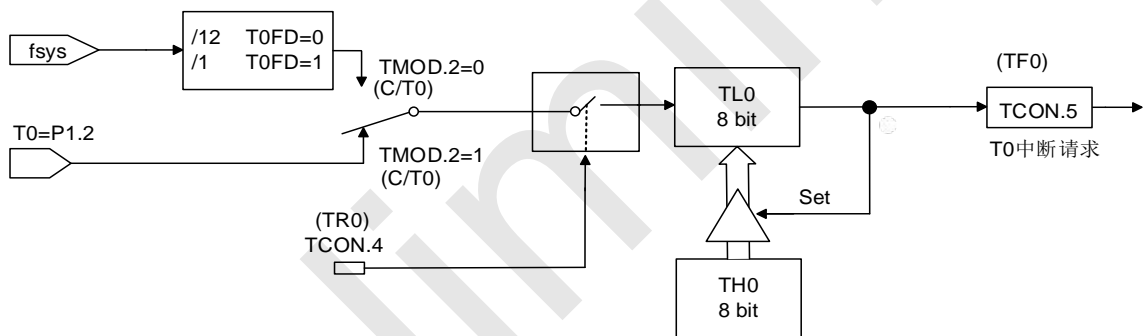 fsys
/12 T0FD=0
/1 T0FD=1
TMOD.2=0
(C/T0)
T0=P1.2
TMOD.2=1
(C/T0)
(TR0)
TCON.4
TL0
8 bit
Set
TH0
8 bit
(TF0)
TCON.5
T0中断请求